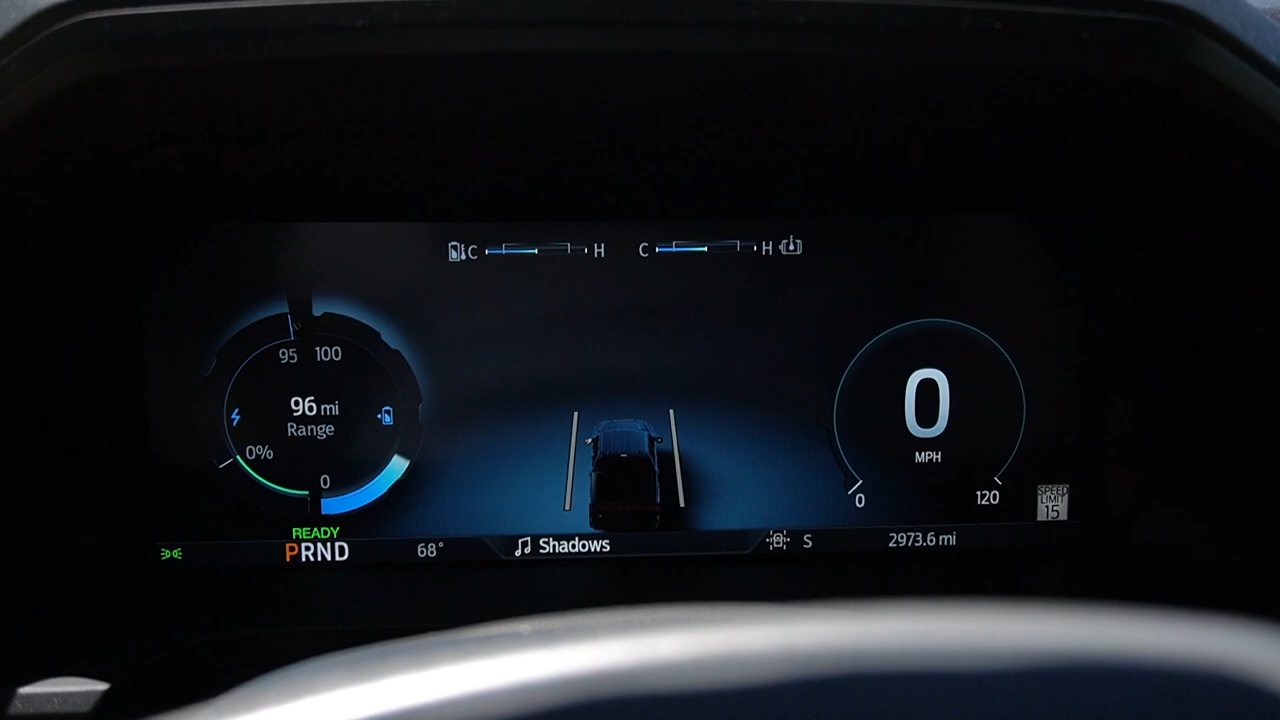 C H C H
95 100
96 mi
Range
0%
0
0
MPH
0 120
SPEED
LIMIT
15
READY
PRND 68° Shadows S 2973.6 mi